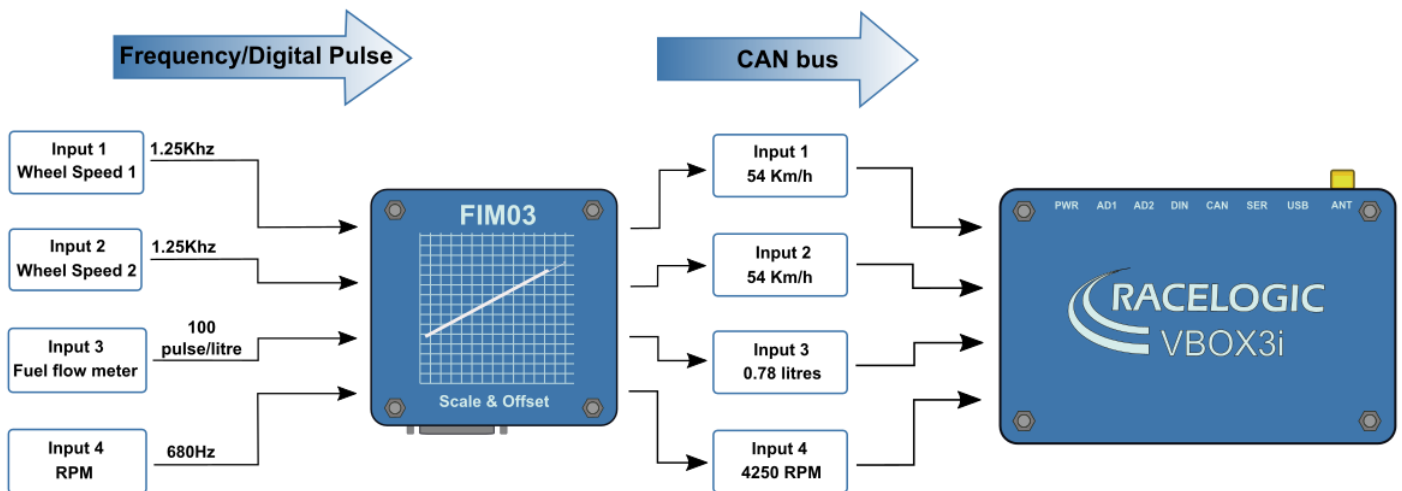 Frequency/Digital Pulse
CAN bus
Input 1
Wheel Speed 1
1.25Khz
Input 2
Wheel Speed 2
1.25Khz
Input 3
Fuel flow meter
100
pulse/litre
Input 4
RPM
680Hz
FIM03
Scale & Offset
Input 1
54 Km/h
Input 2
54 Km/h
Input 3
0.78 litres
Input 4
4250 RPM
PWR AD1 AD2 DIN CAN SER USB ANT
RACELOGIC
VBOX3i